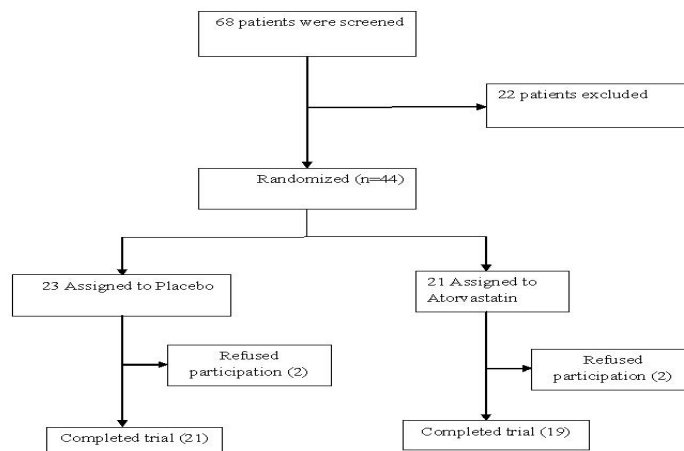 68 patients were screened
22 patients excluded
Randomized (n=44)
23 Assigned to Placebo
21 Assigned to
Atorvastatin
Refused
participation (2)
Refused
participation (2)
Completed trial (21)
Completed trial (19)